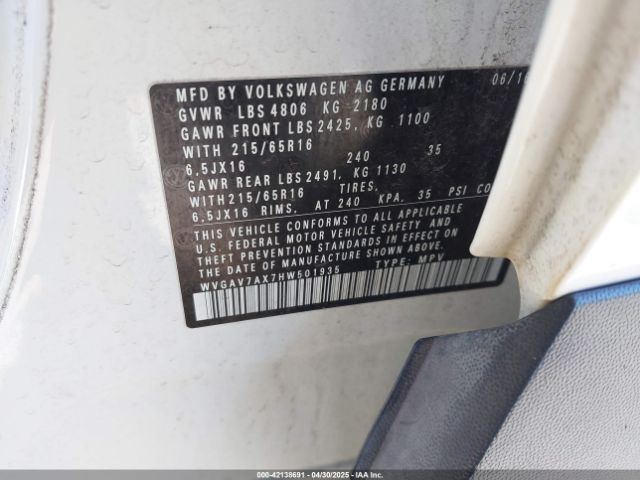 MFD BY VOLKSWAGEN AG GERMANY 06/16
GVWR LBS 4806 KG 2180
GAWR FRONT LBS 2425, KG 1100
WITH 215/65R16
6,5JX16 240 35
GAWR REAR LBS 2491, KG 1130
WITH 215/65R16 TIRES,
6,5JX16 RIMS, AT 240 KPA, 35 PSI CO
THIS VEHICLE CONFORMS TO ALL APPLICABLE
U.S. FEDERAL MOTOR VEHICLE SAFETY AND
THEFT PREVENTION STANDARDS IN EFFECT ON
THE DATE OF MANUFACTURE SHOWN ABOVE.
WVGAV7AX7HW501935 TYPE: MPV
000-42138691 - 04/30/2025 - IAA Inc.